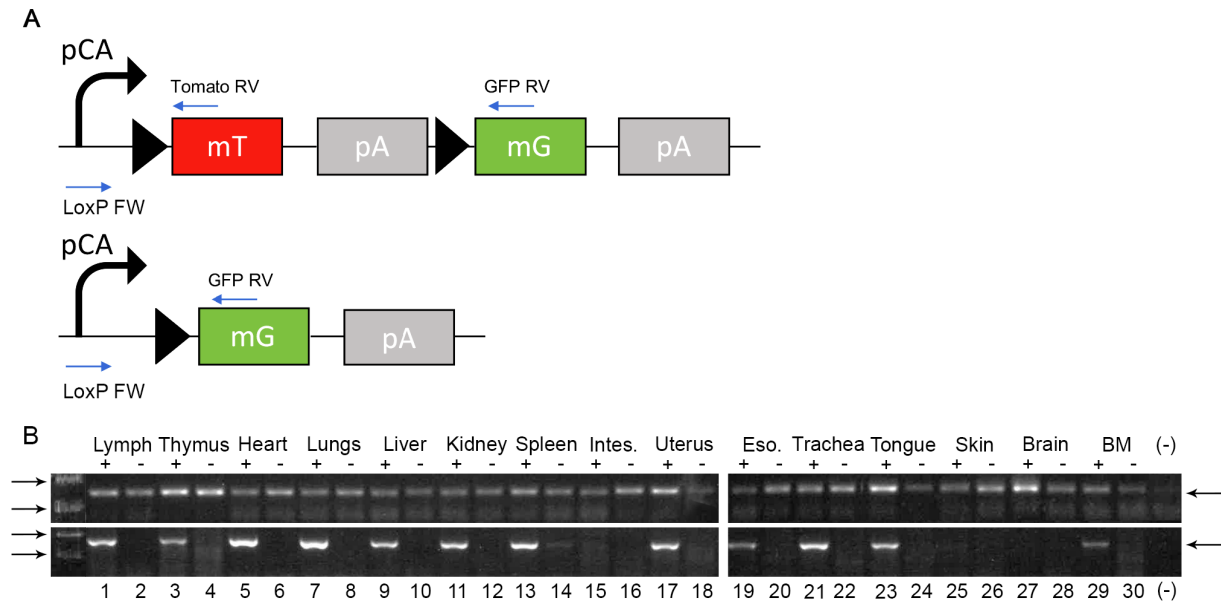 A
pCA
Tomato RV
GFP RV
mT
pA
mG
pA
LoxP FW
pCA
GFP RV
mG
pA
LoxP FW
B
Lymph Thymus Heart Lungs Liver Kidney Spleen Intes. Uterus Eso. Trachea Tongue Skin Brain BM (-)
+ - + - + - + - + - + - + - + - + - + - + - + - + - + - + -
1 2 3 4 5 6 7 8 9 10 11 12 13 14 15 16 17 18 19 20 21 22 23 24 25 26 27 28 29 30 (-)